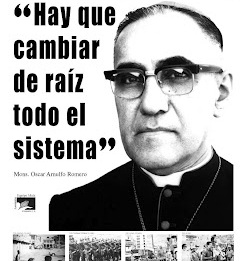 “Hay que
cambiar
de raíz
todo el
sistema”
Mons. Oscar Arnulfo Romero